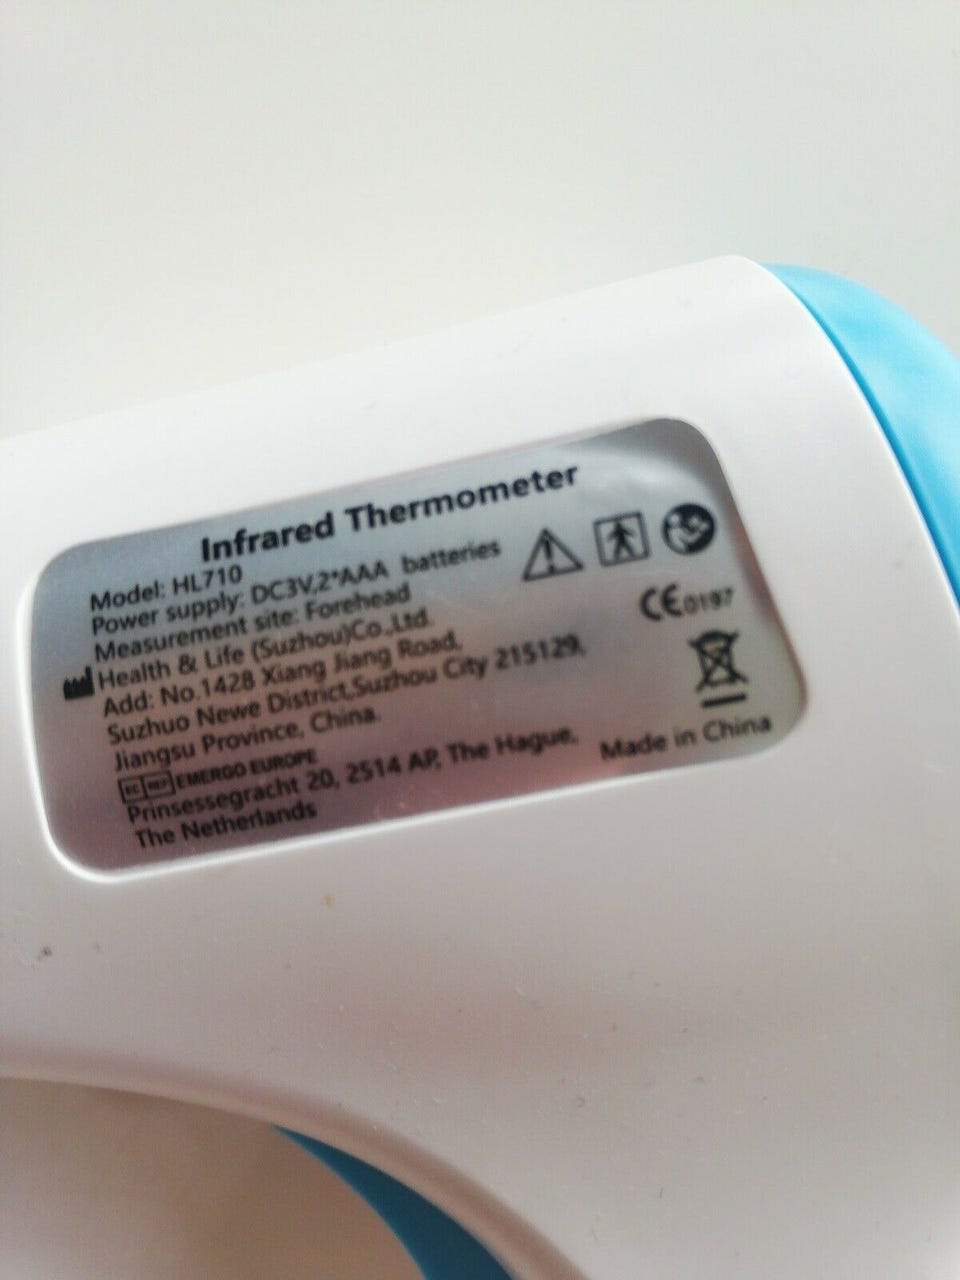 Infrared Thermometer
Model: HL710
Power supply: DC3V,2*AAA batteries
Measurement site: Forehead
Health & Life (Suzhou)Co.,Ltd.
Add: No.1428 Xiang Jiang Road,
Suzhuo Newe District,Suzhou City 215129,
Jiangsu Province, China.
EC REP EMERGO EUROPE
Prinsessegracht 20, 2514 AP, The Hague,
The Netherlands
CE0197
Made in China